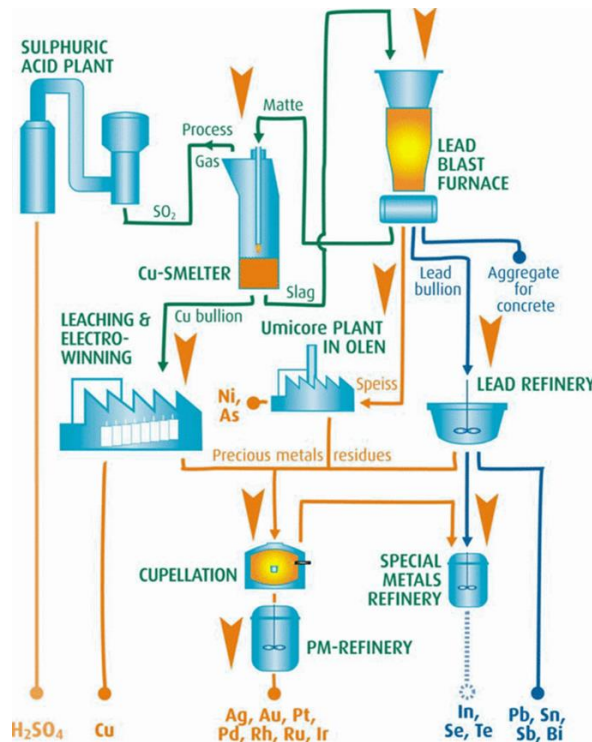 SULPHURIC
ACID PLANT
Matte
Process
Gas
LEAD
BLAST
FURNACE
SO₂
Cu-SMELTER
Slag
Lead
bullion
Aggregate
for
concrete
LEACHING &
ELECTRO-
WINNING
Cu bullion
Umicore PLANT
IN OLEN
Ni,
As
Speiss
LEAD REFINERY
Precious metals residues
CUPELLATION
SPECIAL
METALS
REFINERY
PM-REFINERY
H₂SO₄
Cu
Ag, Au, Pt,
Pd, Rh, Ru, Ir
In,
Se, Te
Pb, Sn,
Sb, Bi